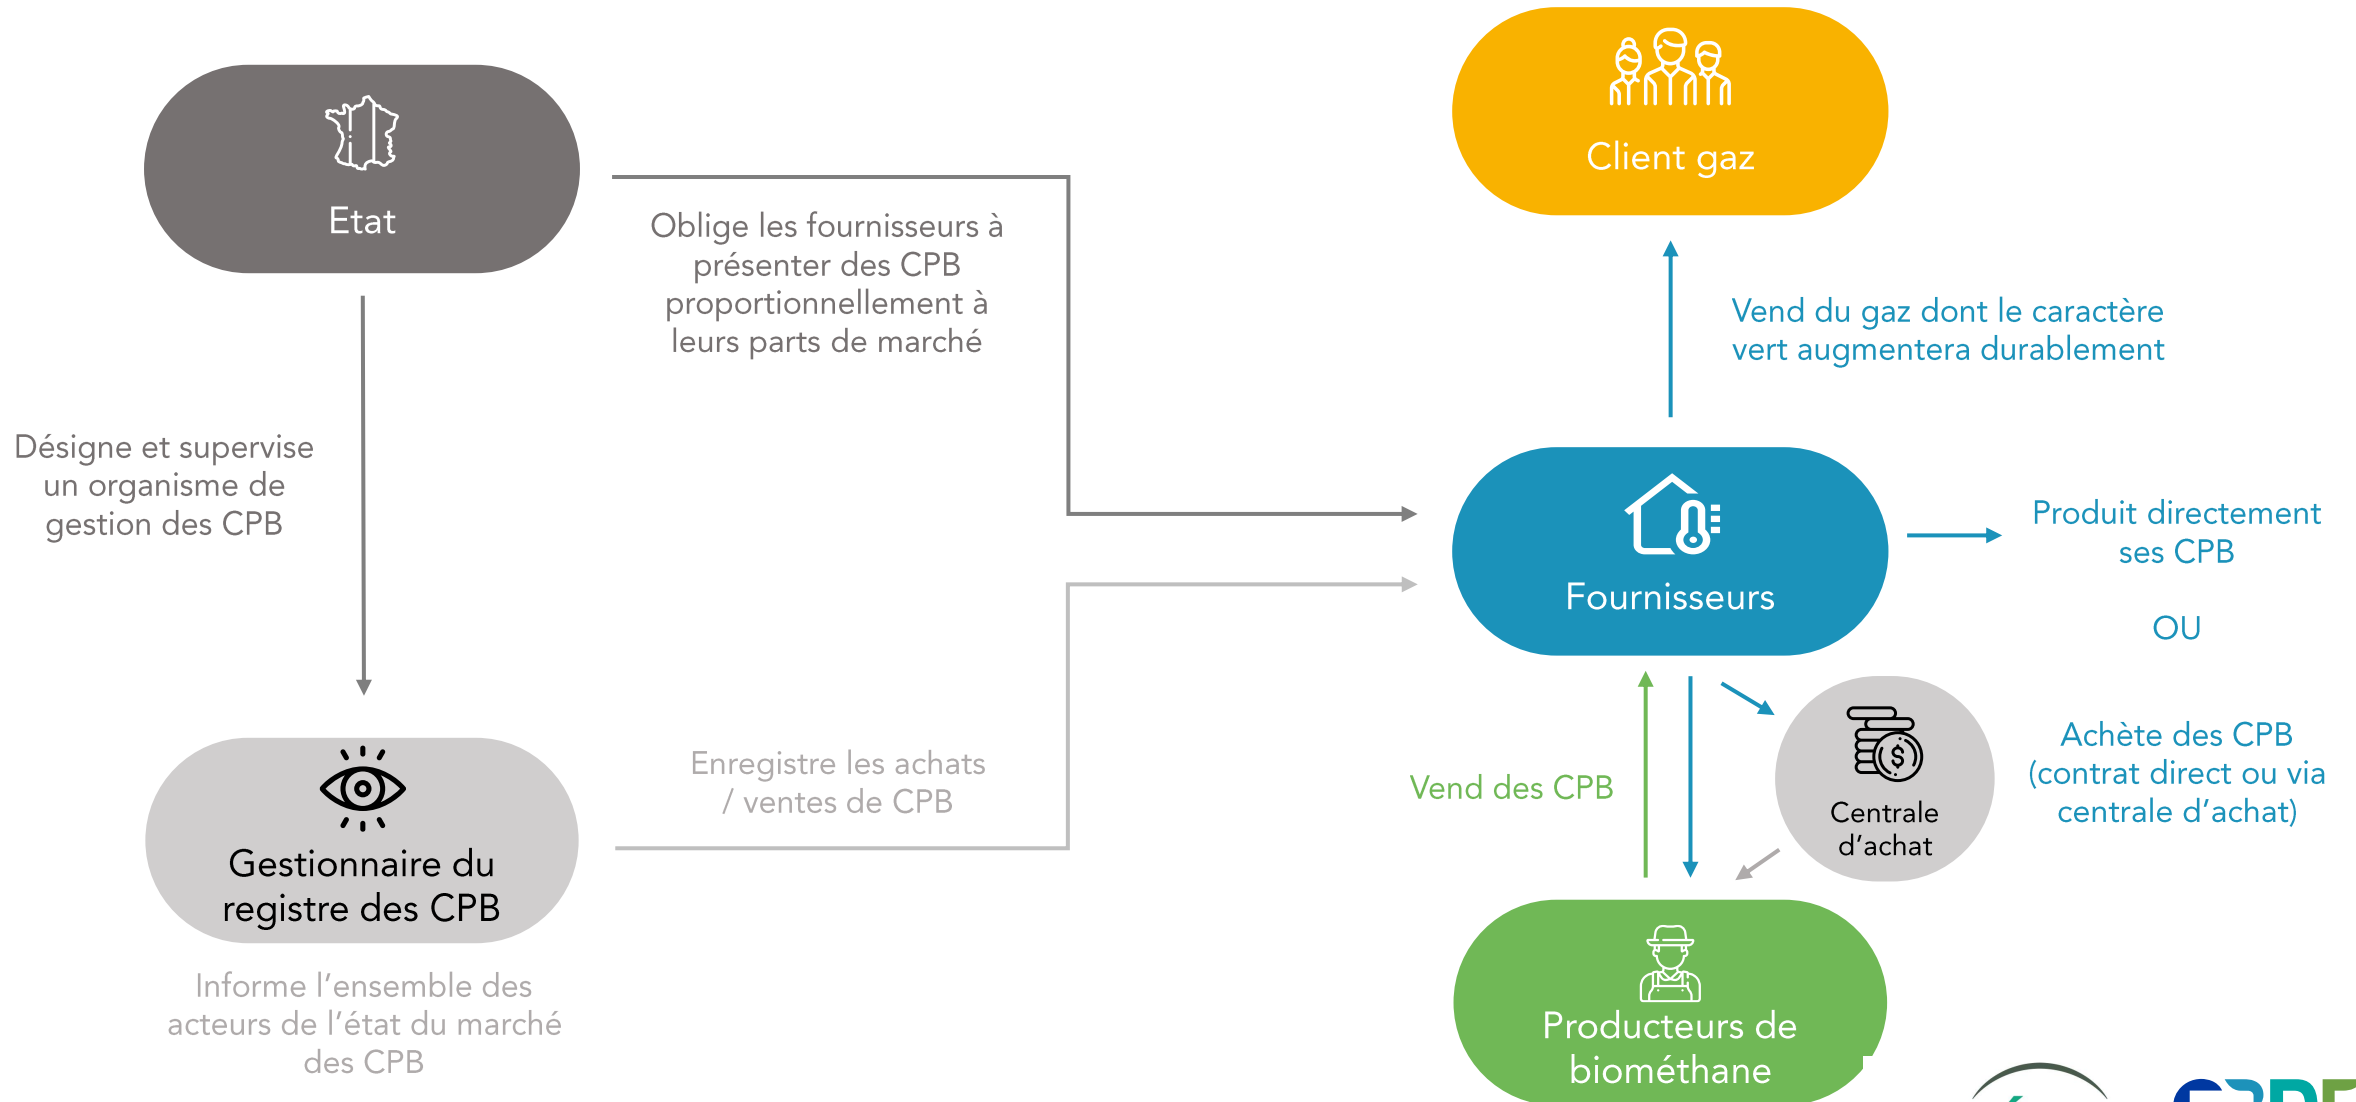 Etat
Client gaz
Oblige les fournisseurs à
présenter des CPB
proportionnellement à
leurs parts de marché
Vend du gaz dont le caractère
vert augmentera durablement
Désigne et supervise
un organisme de
gestion des CPB
Fournisseurs
Produit directement
ses CPB
OU
Achète des CPB
(contrat direct ou via
centrale d’achat)
Enregistre les achats
/ ventes de CPB
Vend des CPB
Centrale
d’achat
Gestionnaire du
registre des CPB
Informe l’ensemble des
acteurs de l’état du marché
des CPB
Producteurs de
biométhane